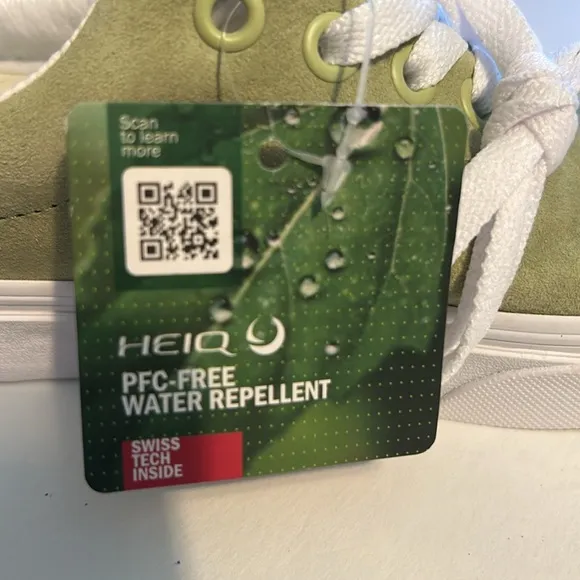 Scan
to learn
more
HEIQ
PFC-FREE
WATER REPELLENT
SWISS
TECH
INSIDE